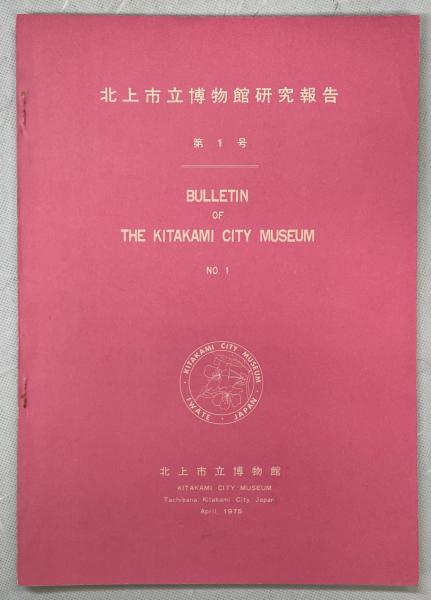 北上市立博物館研究報告
第 1 号
BULLETIN
OF
THE KITAKAMI CITY MUSEUM
NO. 1
KITAKAMI CITY MUSEUM
IWATE · JAPAN
北上市立博物館
KITAKAMI CITY MUSEUM
Tachibana, Kitakami City, Japan
April, 1975